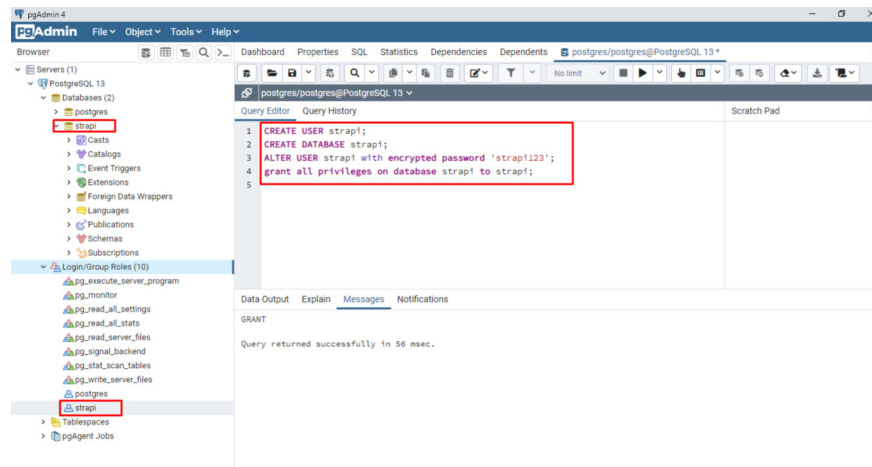 pgAdmin 4
pgAdmin File Object Tools Help
Browser
Dashboard Properties SQL Statistics Dependencies Dependents postgres/postgres@PostgreSQL 13 *
Servers (1)
PostgreSQL 13
Databases (2)
postgres
strapi
Casts
Catalogs
Event Triggers
Extensions
Foreign Data Wrappers
Languages
Publications
Schemas
Subscriptions
Login/Group Roles (10)
pg_execute_server_program
pg_monitor
pg_read_all_settings
pg_read_all_stats
pg_read_server_files
pg_signal_backend
pg_stat_scan_tables
pg_write_server_files
postgres
strapi
Tablespaces
pgAgent Jobs
No limit
postgres/postgres@PostgreSQL 13
Query Editor Query History
Scratch Pad
1 CREATE USER strapi;
2 CREATE DATABASE strapi;
3 ALTER USER strapi with encrypted password 'strapi123';
4 grant all privileges on database strapi to strapi;
5
Data Output Explain Messages Notifications
GRANT
Query returned successfully in 56 msec.